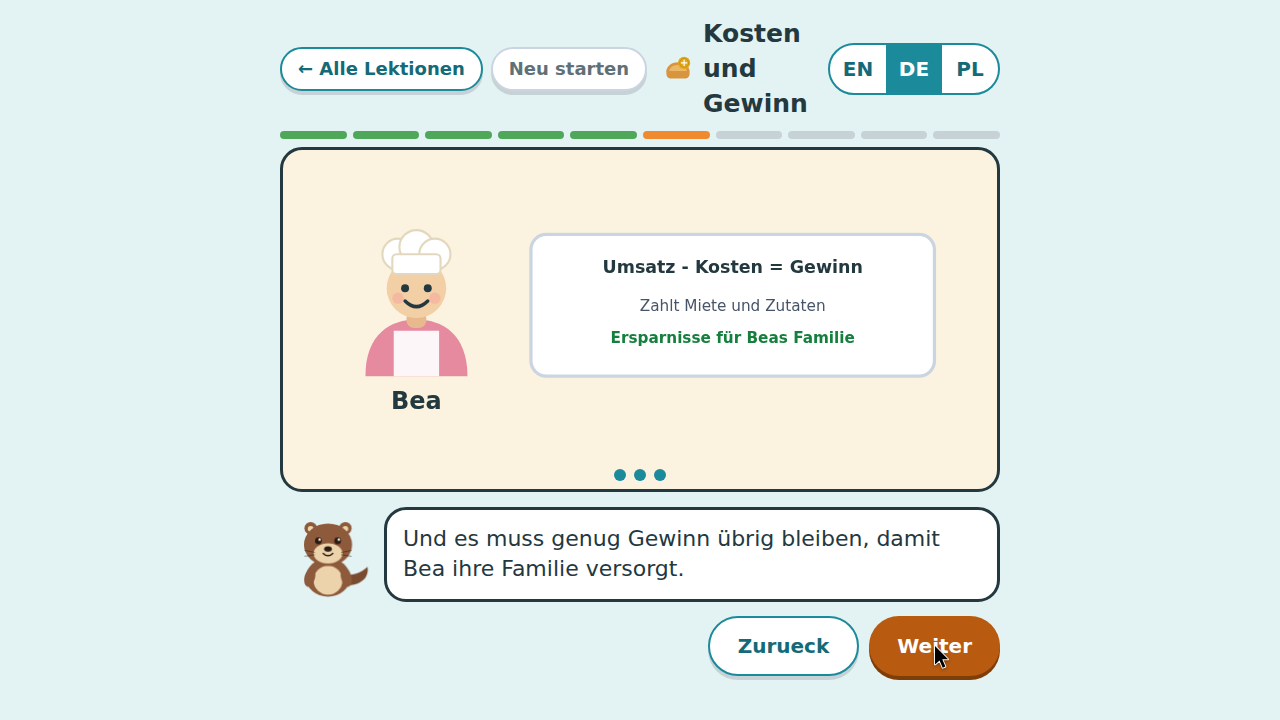 ← Alle Lektionen
Neu starten
Kosten
und
Gewinn
EN DE PL
Umsatz - Kosten = Gewinn
Zahlt Miete und Zutaten
Ersparnisse für Beas Familie
Bea
Und es muss genug Gewinn übrig bleiben, damit
Bea ihre Familie versorgt.
Zurueck
Weiter